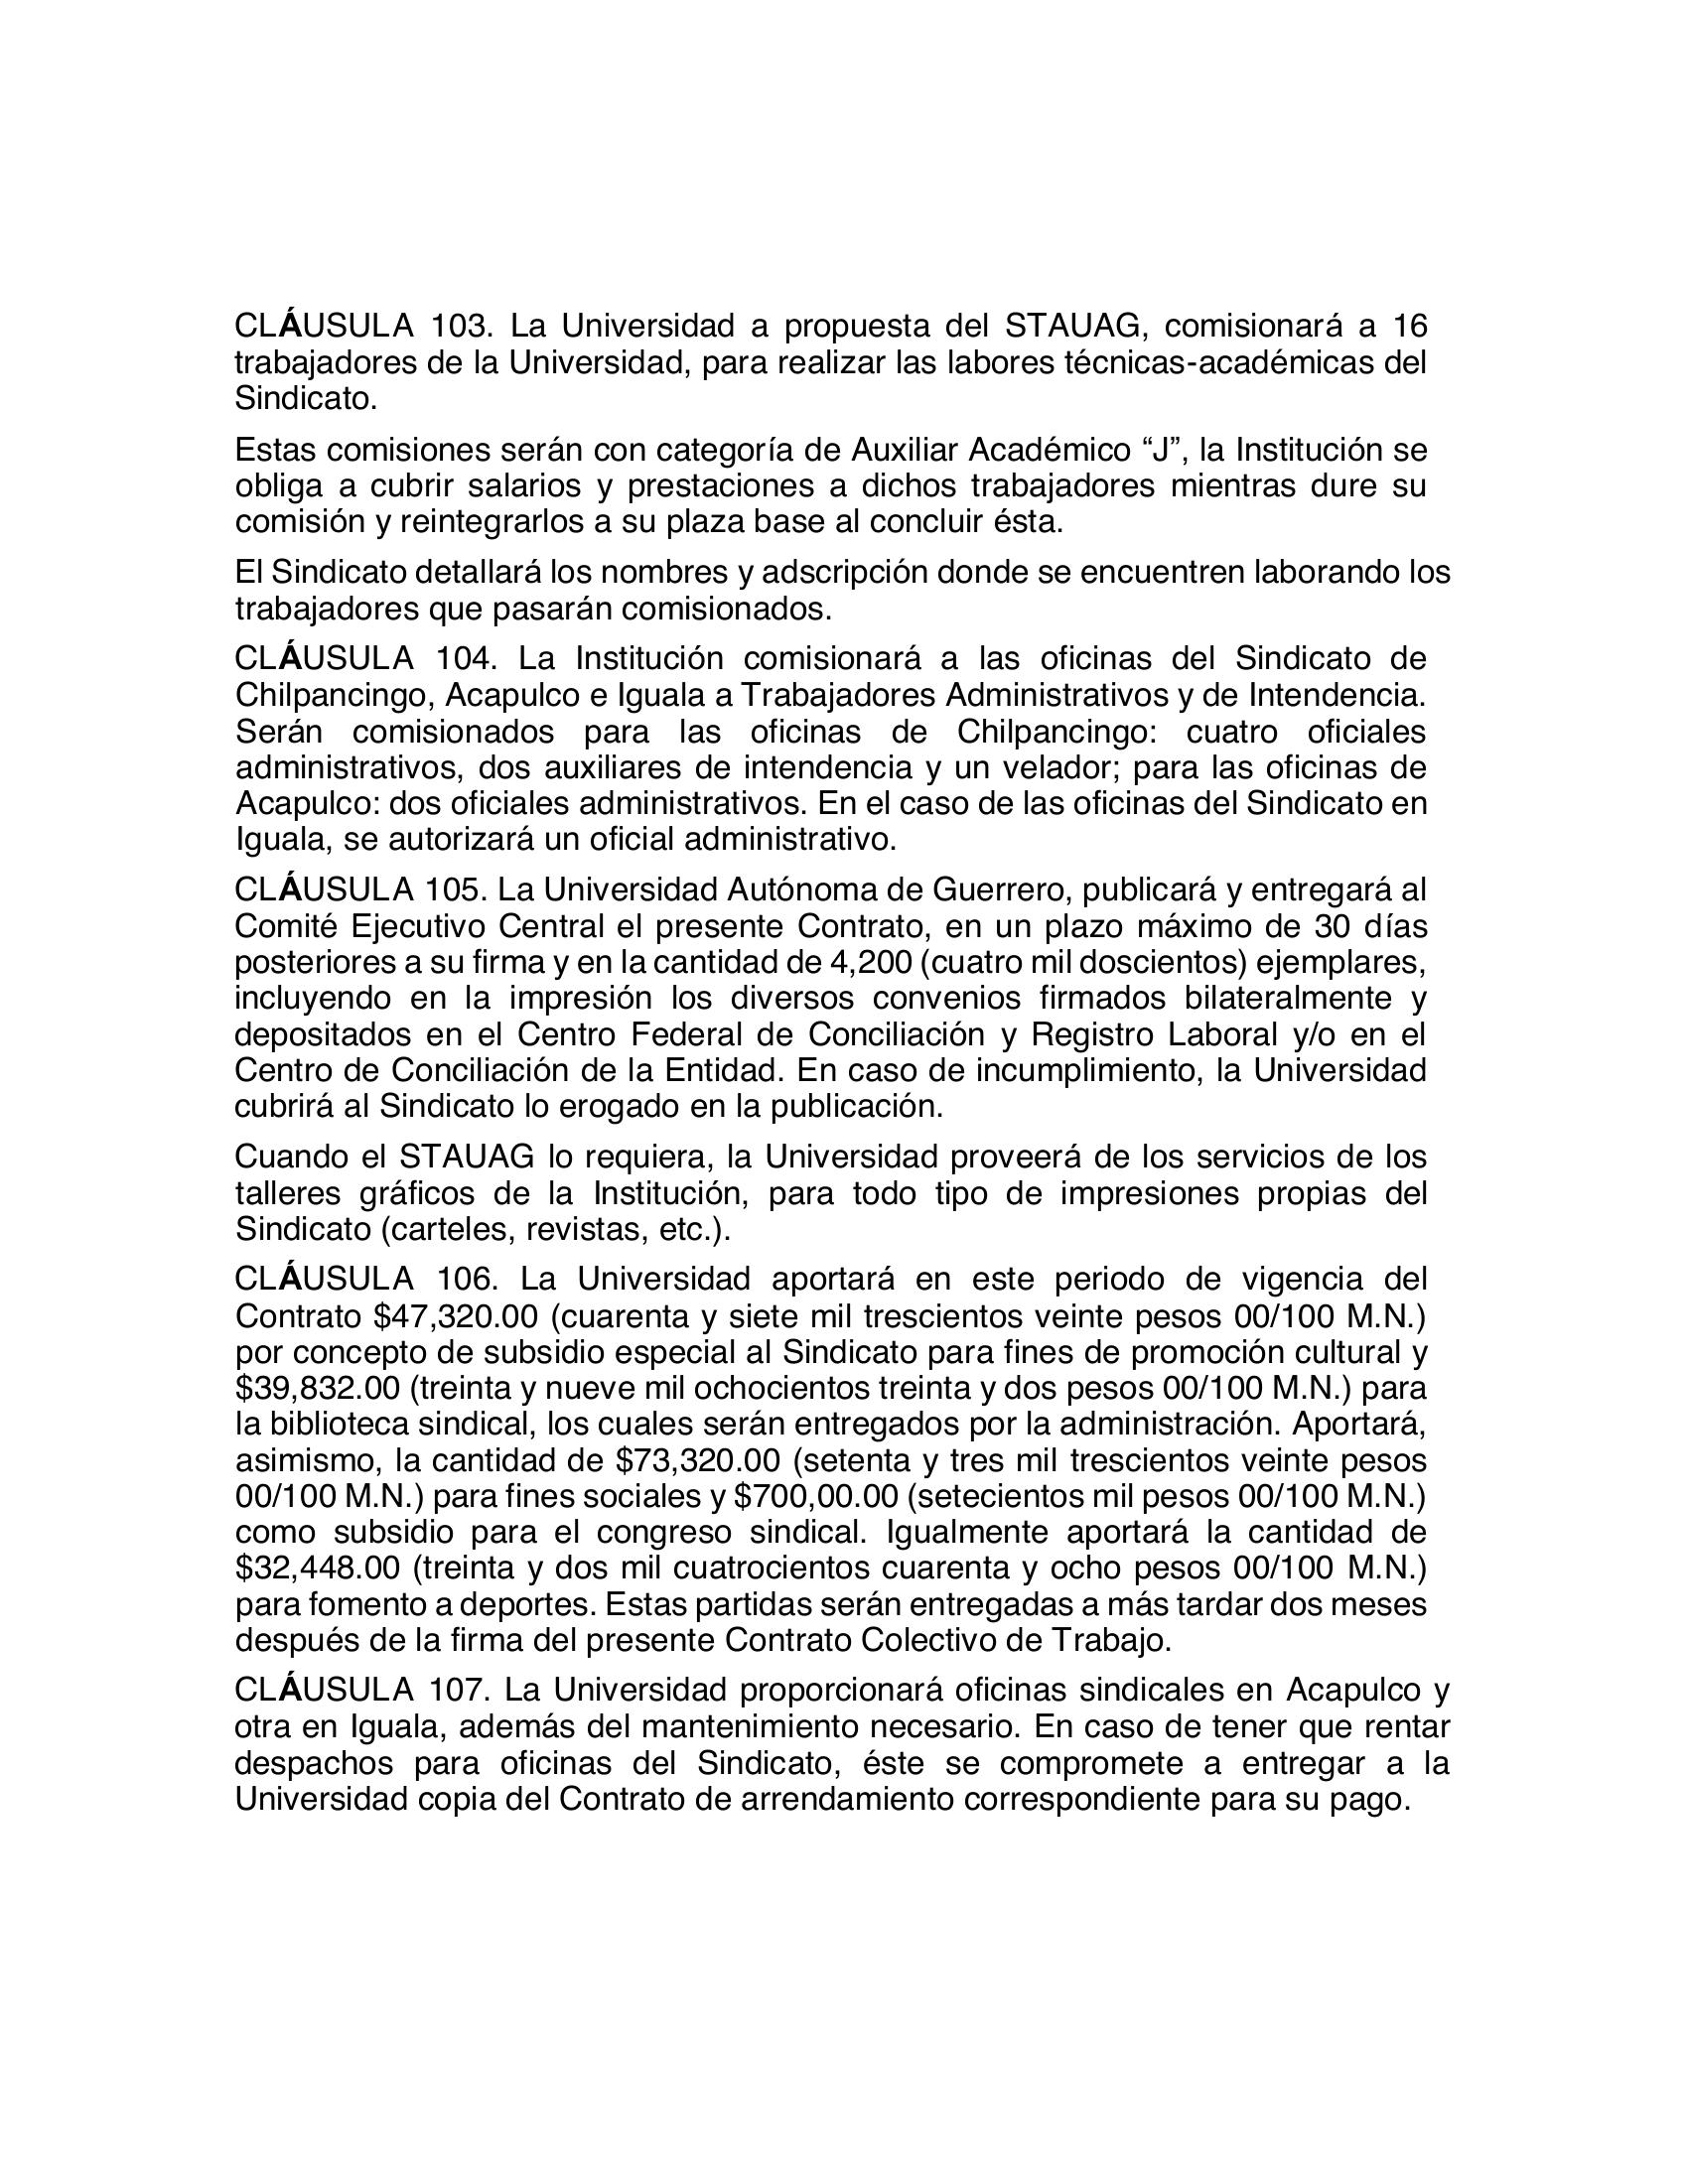 CLÁUSULA 103. La Universidad a propuesta del STAUAG, comisionará a 16
trabajadores de la Universidad, para realizar las labores técnicas-académicas del
Sindicato.
Estas comisiones serán con categoría de Auxiliar Académico “J”, la Institución se
obliga a cubrir salarios y prestaciones a dichos trabajadores mientras dure su
comisión y reintegrarlos a su plaza base al concluir ésta.
El Sindicato detallará los nombres y adscripción donde se encuentren laborando los
trabajadores que pasarán comisionados.
CLÁUSULA 104. La Institución comisionará a las oficinas del Sindicato de
Chilpancingo, Acapulco e Iguala a Trabajadores Administrativos y de Intendencia.
Serán comisionados para las oficinas de Chilpancingo: cuatro oficiales
administrativos, dos auxiliares de intendencia y un velador; para las oficinas de
Acapulco: dos oficiales administrativos. En el caso de las oficinas del Sindicato en
Iguala, se autorizará un oficial administrativo.
CLÁUSULA 105. La Universidad Autónoma de Guerrero, publicará y entregará al
Comité Ejecutivo Central el presente Contrato, en un plazo máximo de 30 días
posteriores a su firma y en la cantidad de 4,200 (cuatro mil doscientos) ejemplares,
incluyendo en la impresión los diversos convenios firmados bilateralmente y
depositados en el Centro Federal de Conciliación y Registro Laboral y/o en el
Centro de Conciliación de la Entidad. En caso de incumplimiento, la Universidad
cubrirá al Sindicato lo erogado en la publicación.
Cuando el STAUAG lo requiera, la Universidad proveerá de los servicios de los
talleres gráficos de la Institución, para todo tipo de impresiones propias del
Sindicato (carteles, revistas, etc.).
CLÁUSULA 106. La Universidad aportará en este periodo de vigencia del
Contrato $47,320.00 (cuarenta y siete mil trescientos veinte pesos 00/100 M.N.)
por concepto de subsidio especial al Sindicato para fines de promoción cultural y
$39,832.00 (treinta y nueve mil ochocientos treinta y dos pesos 00/100 M.N.) para
la biblioteca sindical, los cuales serán entregados por la administración. Aportará,
asimismo, la cantidad de $73,320.00 (setenta y tres mil trescientos veinte pesos
00/100 M.N.) para fines sociales y $700,00.00 (setecientos mil pesos 00/100 M.N.)
como subsidio para el congreso sindical. Igualmente aportará la cantidad de
$32,448.00 (treinta y dos mil cuatrocientos cuarenta y ocho pesos 00/100 M.N.)
para fomento a deportes. Estas partidas serán entregadas a más tardar dos meses
después de la firma del presente Contrato Colectivo de Trabajo.
CLÁUSULA 107. La Universidad proporcionará oficinas sindicales en Acapulco y
otra en Iguala, además del mantenimiento necesario. En caso de tener que rentar
despachos para oficinas del Sindicato, éste se compromete a entregar a la
Universidad copia del Contrato de arrendamiento correspondiente para su pago.